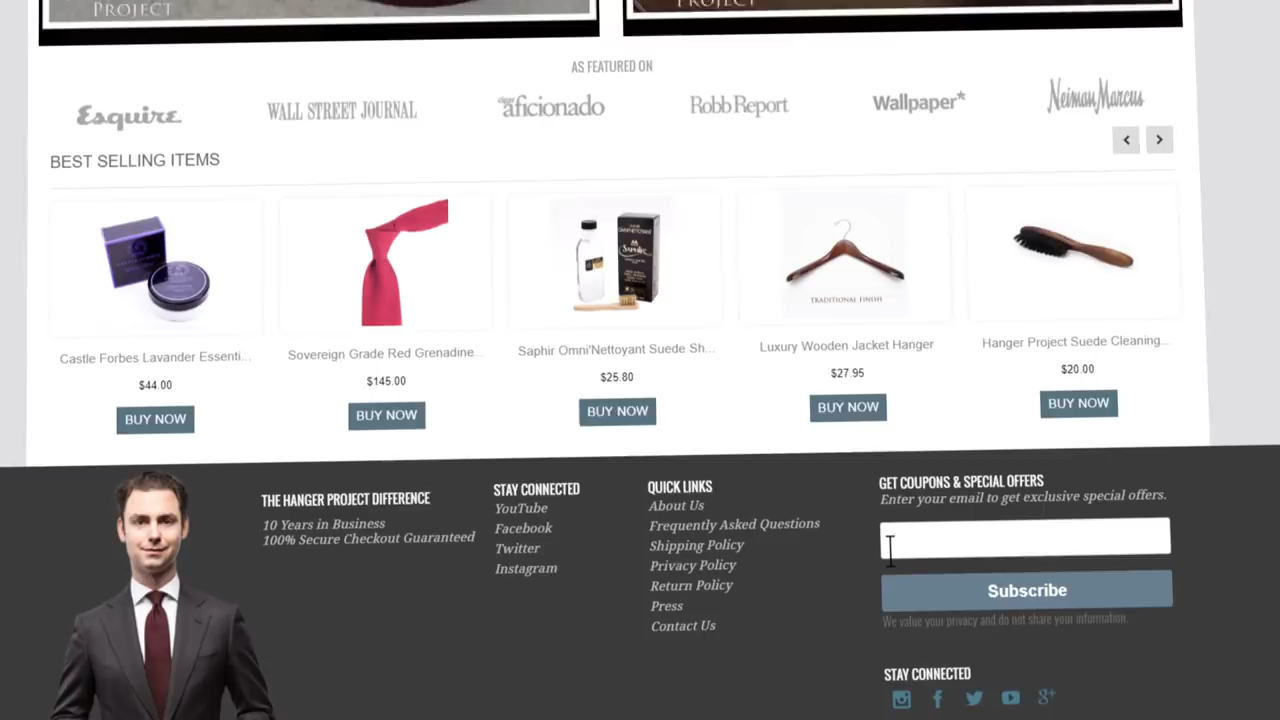 PROJECT
PROJECT
AS FEATURED ON
Esquire
WALL STREET JOURNAL
cigar aficionado
Robb Report
Wallpaper*
Neiman Marcus
BEST SELLING ITEMS
TRADITIONAL FINISH
Castle Forbes Lavander Essenti...
Sovereign Grade Red Grenadine...
Saphir Omni'Nettoyant Suede Sh...
Luxury Wooden Jacket Hanger
Hanger Project Suede Cleaning...
$44.00
$145.00
$25.80
$27.95
$20.00
BUY NOW
BUY NOW
BUY NOW
BUY NOW
BUY NOW
THE HANGER PROJECT DIFFERENCE
10 Years in Business
100% Secure Checkout Guaranteed
STAY CONNECTED
YouTube
Facebook
Twitter
Instagram
QUICK LINKS
About Us
Frequently Asked Questions
Shipping Policy
Privacy Policy
Return Policy
Press
Contact Us
GET COUPONS & SPECIAL OFFERS
Enter your email to get exclusive special offers.
Subscribe
We value your privacy and do not share your information.
STAY CONNECTED